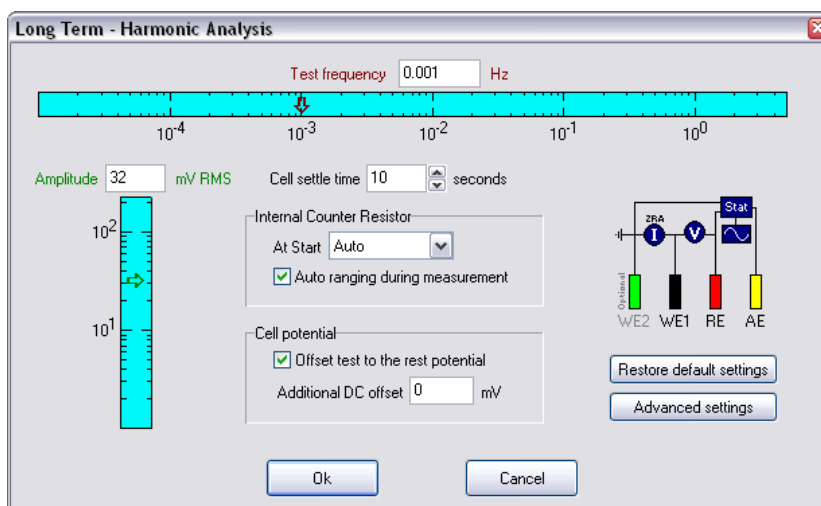 Long Term - Harmonic Analysis
Test frequency 0.001 Hz
10-4 10-3 10-2 10-1 100
Amplitude 32 mV RMS
Cell settle time 10 seconds
102
101
Internal Counter Resistor
At Start Auto
Auto ranging during measurement
Cell potential
Offset test to the rest potential
Additional DC offset 0 mV
Stat
ZRA
I V
Optional
WE2 WE1 RE AE
Restore default settings
Advanced settings
Ok Cancel